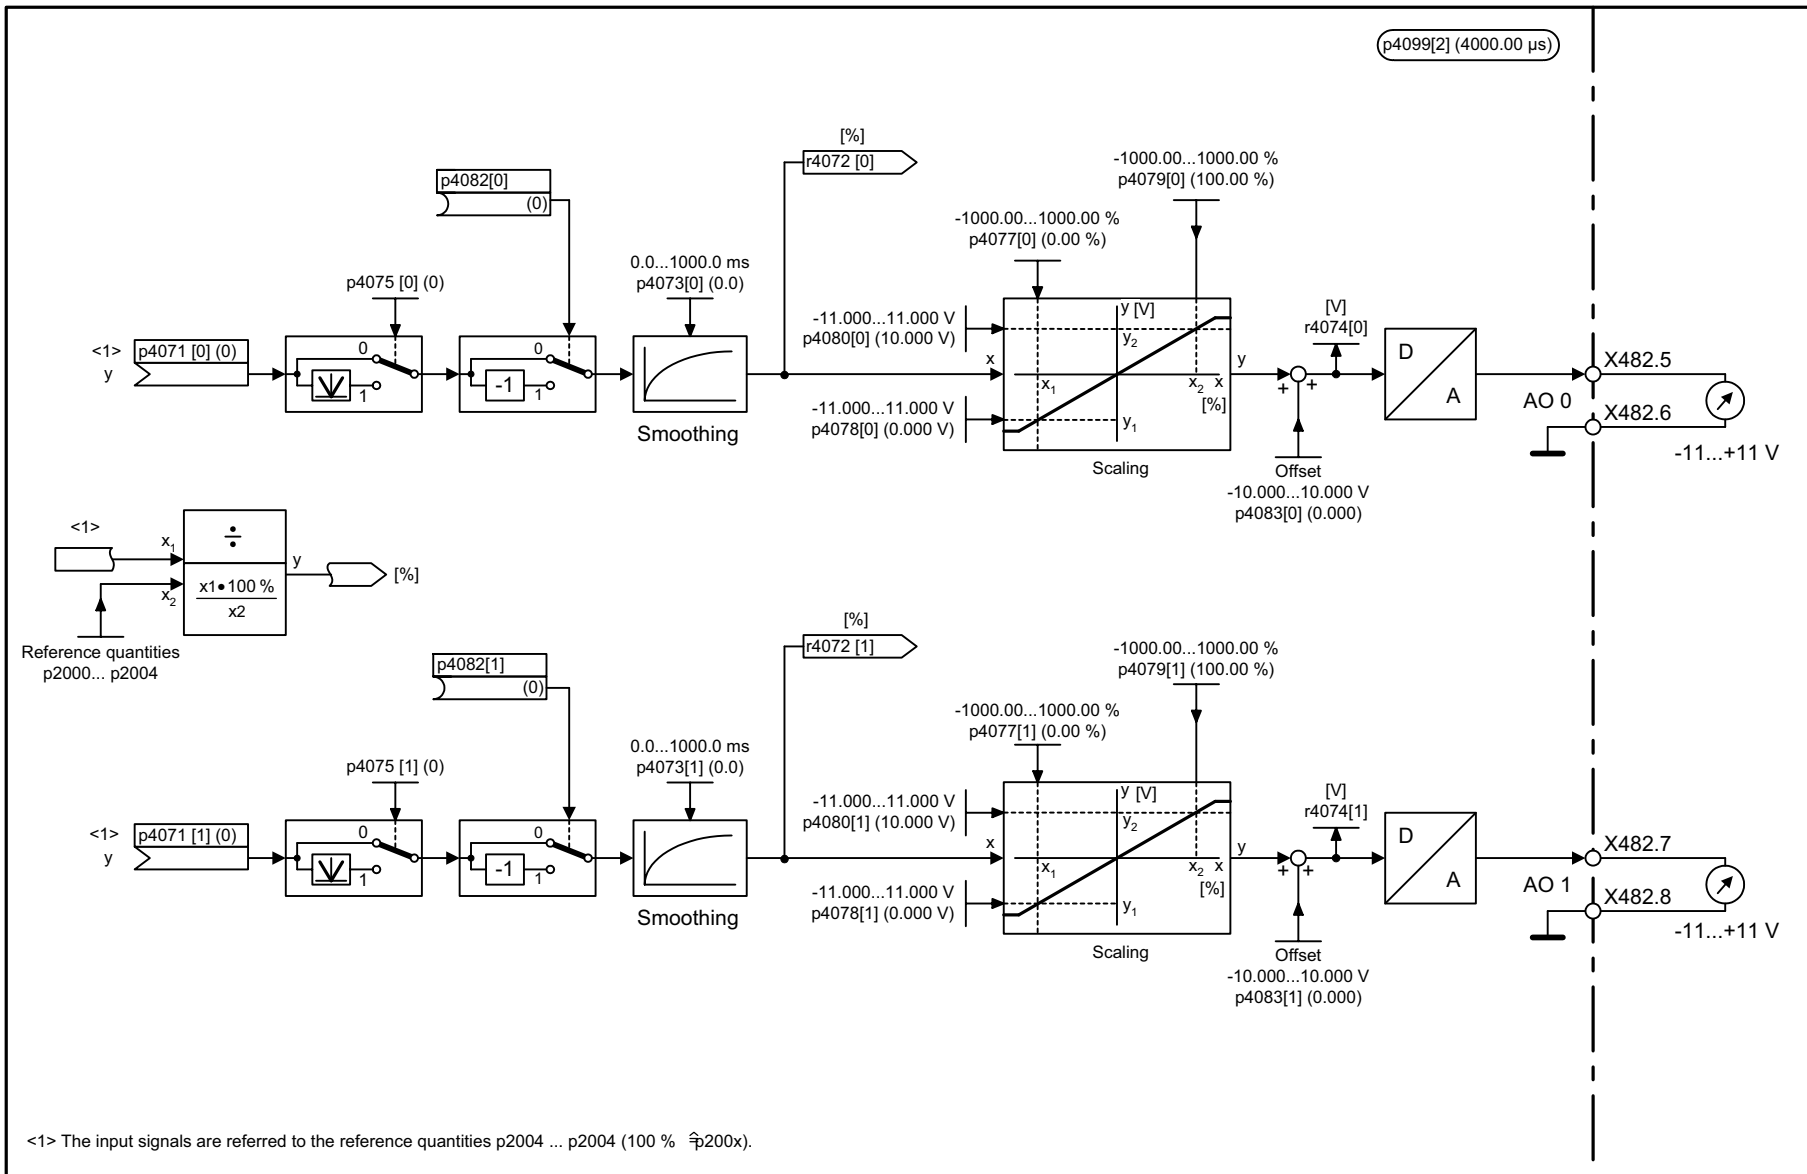 p4099[2] (4000.00 µs)
[%]
r4072 [0]
-1000.00...1000.00 %
p4079[0] (100.00 %)
p4082[0]
(0)
-1000.00...1000.00 %
p4077[0] (0.00 %)
0.0...1000.0 ms
p4073[0] (0.0)
p4075 [0] (0)
-11.000...11.000 V
p4080[0] (10.000 V)
y [V]
y2
[V]
r4074[0]
<1>
y
p4071 [0] (0)
0
1
0
-1
1
x
x1
x2 x
[%]
y
+
+
D
A
X482.5
AO 0
X482.6
-11...+11 V
-11.000...11.000 V
p4078[0] (0.000 V)
y1
Smoothing
Scaling
Offset
-10.000...10.000 V
p4083[0] (0.000)
<1>
x1
÷
y
[%]
x2
x1•100 %
x2
Reference quantities
p2000... p2004
[%]
r4072 [1]
-1000.00...1000.00 %
p4079[1] (100.00 %)
p4082[1]
(0)
-1000.00...1000.00 %
p4077[1] (0.00 %)
0.0...1000.0 ms
p4073[1] (0.0)
p4075 [1] (0)
-11.000...11.000 V
p4080[1] (10.000 V)
y [V]
y2
[V]
r4074[1]
<1>
y
p4071 [1] (0)
0
1
0
-1
1
x
x1
x2 x
[%]
y
+
+
D
A
X482.7
AO 1
X482.8
-11...+11 V
-11.000...11.000 V
p4078[1] (0.000 V)
y1
Smoothing
Scaling
Offset
-10.000...10.000 V
p4083[1] (0.000)
<1> The input signals are referred to the reference quantities p2004 ... p2004 (100 % ≙p200x).